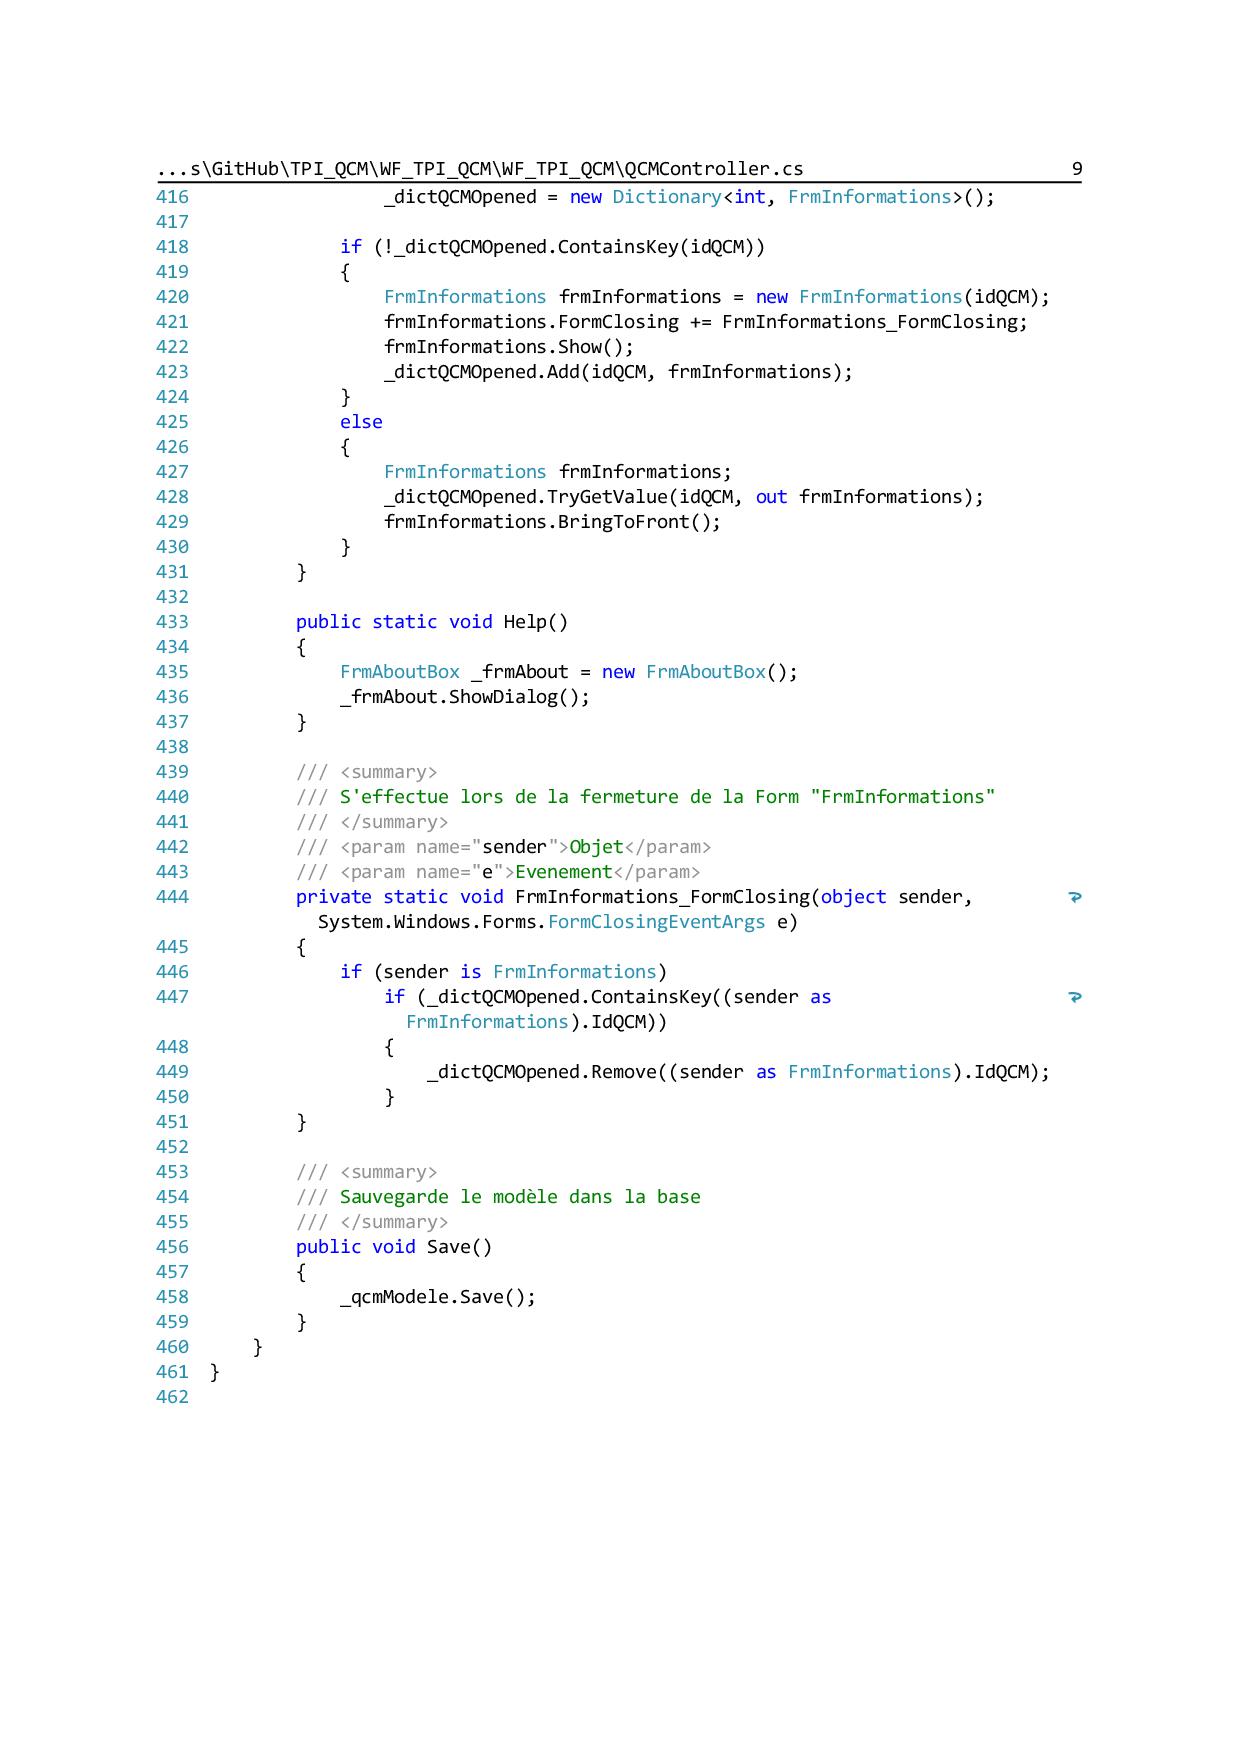 ...s\GitHub\TPI_QCM\WF_TPI_QCM\WF_TPI_QCM\QCMController.cs 9
416 _dictQCMOpened = new Dictionary<int, FrmInformations>();
417
418 if (!_dictQCMOpened.ContainsKey(idQCM))
419 {
420 FrmInformations frmInformations = new FrmInformations(idQCM);
421 frmInformations.FormClosing += FrmInformations_FormClosing;
422 frmInformations.Show();
423 _dictQCMOpened.Add(idQCM, frmInformations);
424 }
425 else
426 {
427 FrmInformations frmInformations;
428 _dictQCMOpened.TryGetValue(idQCM, out frmInformations);
429 frmInformations.BringToFront();
430 }
431 }
432
433 public static void Help()
434 {
435 FrmAboutBox _frmAbout = new FrmAboutBox();
436 _frmAbout.ShowDialog();
437 }
438
439 /// <summary>
440 /// S'effectue lors de la fermeture de la Form "FrmInformations"
441 /// </summary>
442 /// <param name="sender">Objet</param>
443 /// <param name="e">Evenement</param>
444 private static void FrmInformations_FormClosing(object sender,
System.Windows.Forms.FormClosingEventArgs e)
445 {
446 if (sender is FrmInformations)
447 if (_dictQCMOpened.ContainsKey((sender as
FrmInformations).IdQCM))
448 {
449 _dictQCMOpened.Remove((sender as FrmInformations).IdQCM);
450 }
451 }
452
453 /// <summary>
454 /// Sauvegarde le modèle dans la base
455 /// </summary>
456 public void Save()
457 {
458 _qcmModele.Save();
459 }
460 }
461 }
462